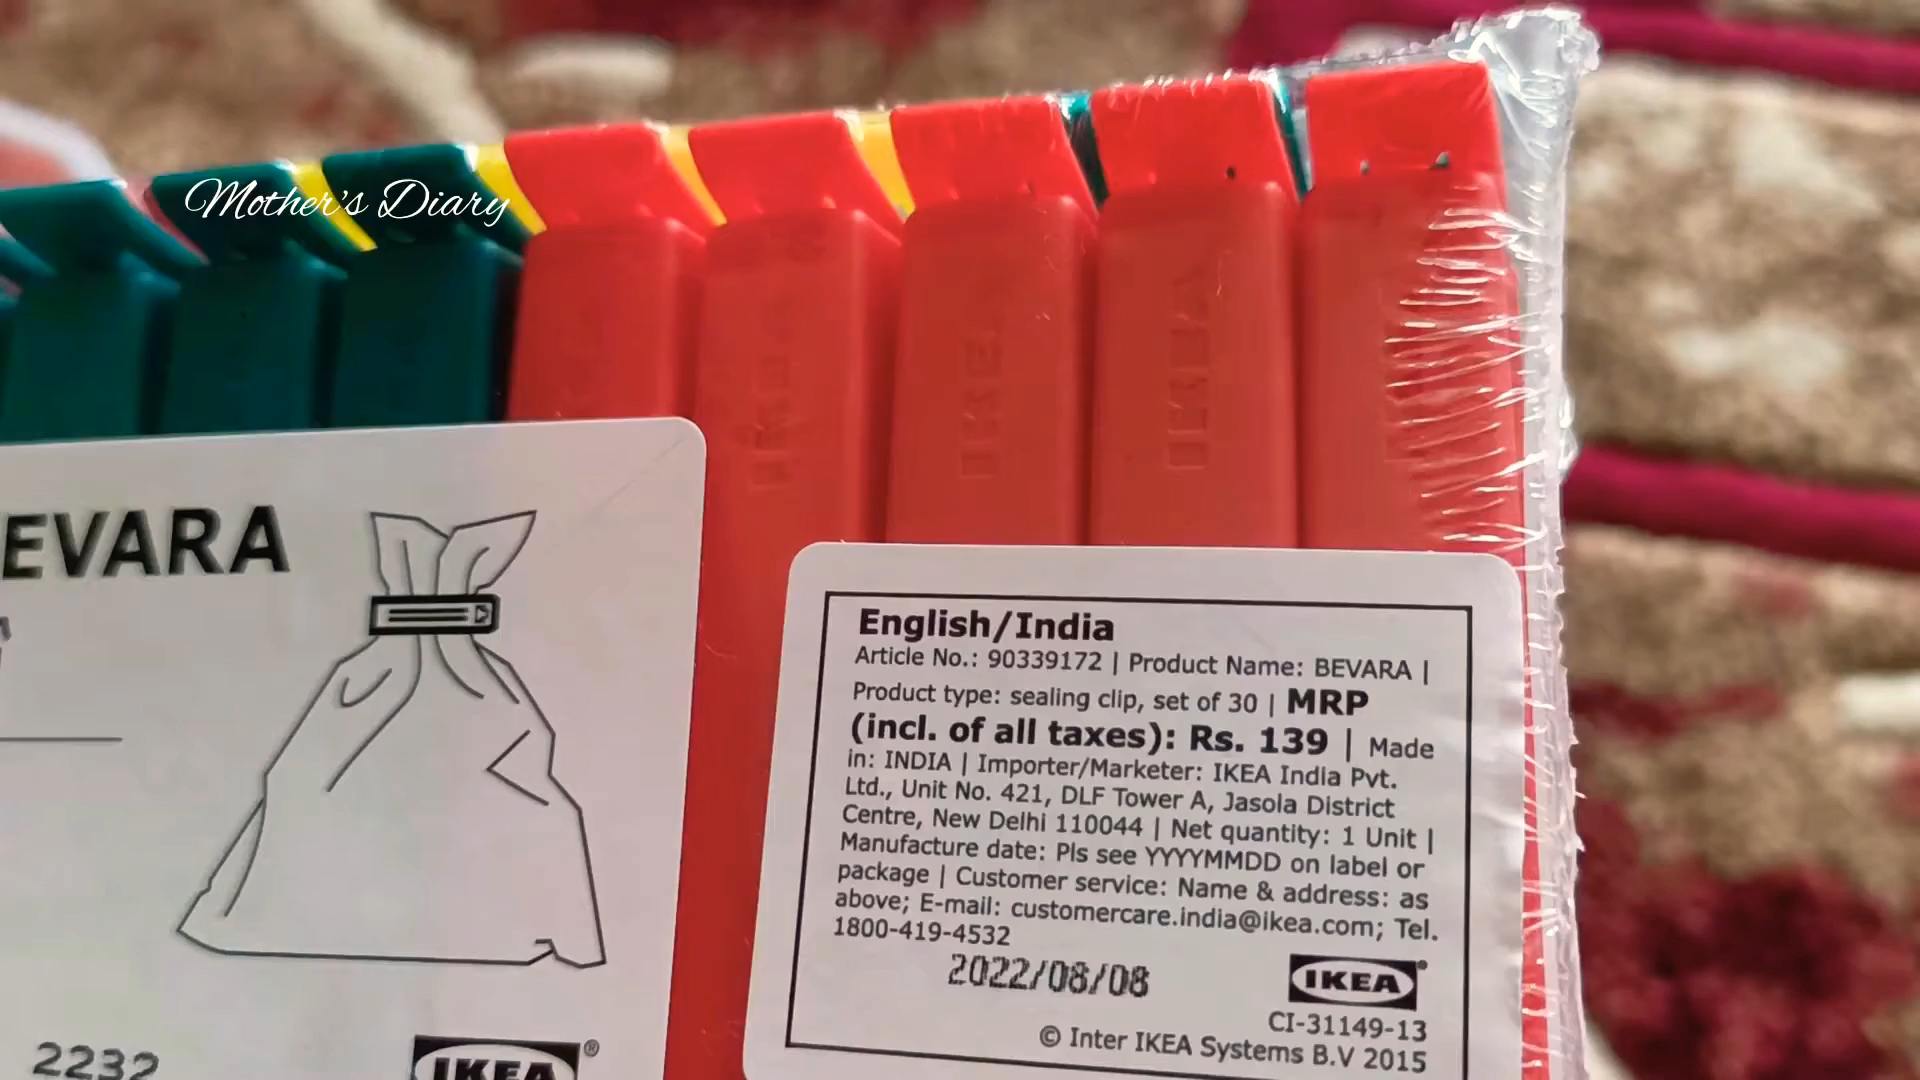 Mother's Diary
IKEA
IKEA
IKEA
EVARA
English/India
Article No.: 90339172 | Product Name: BEVARA |
Product type: sealing clip, set of 30 | MRP
(incl. of all taxes): Rs. 139 | Made
in: INDIA | Importer/Marketer: IKEA India Pvt.
Ltd., Unit No. 421, DLF Tower A, Jasola District
Centre, New Delhi 110044 | Net quantity: 1 Unit |
Manufacture date: Pls see YYYYMMDD on label or
package | Customer service: Name & address: as
above; E-mail: customercare.india@ikea.com; Tel.
1800-419-4532
2022/08/08
IKEA®
CI-31149-13
© Inter IKEA Systems B.V 2015
2232
IKEA®